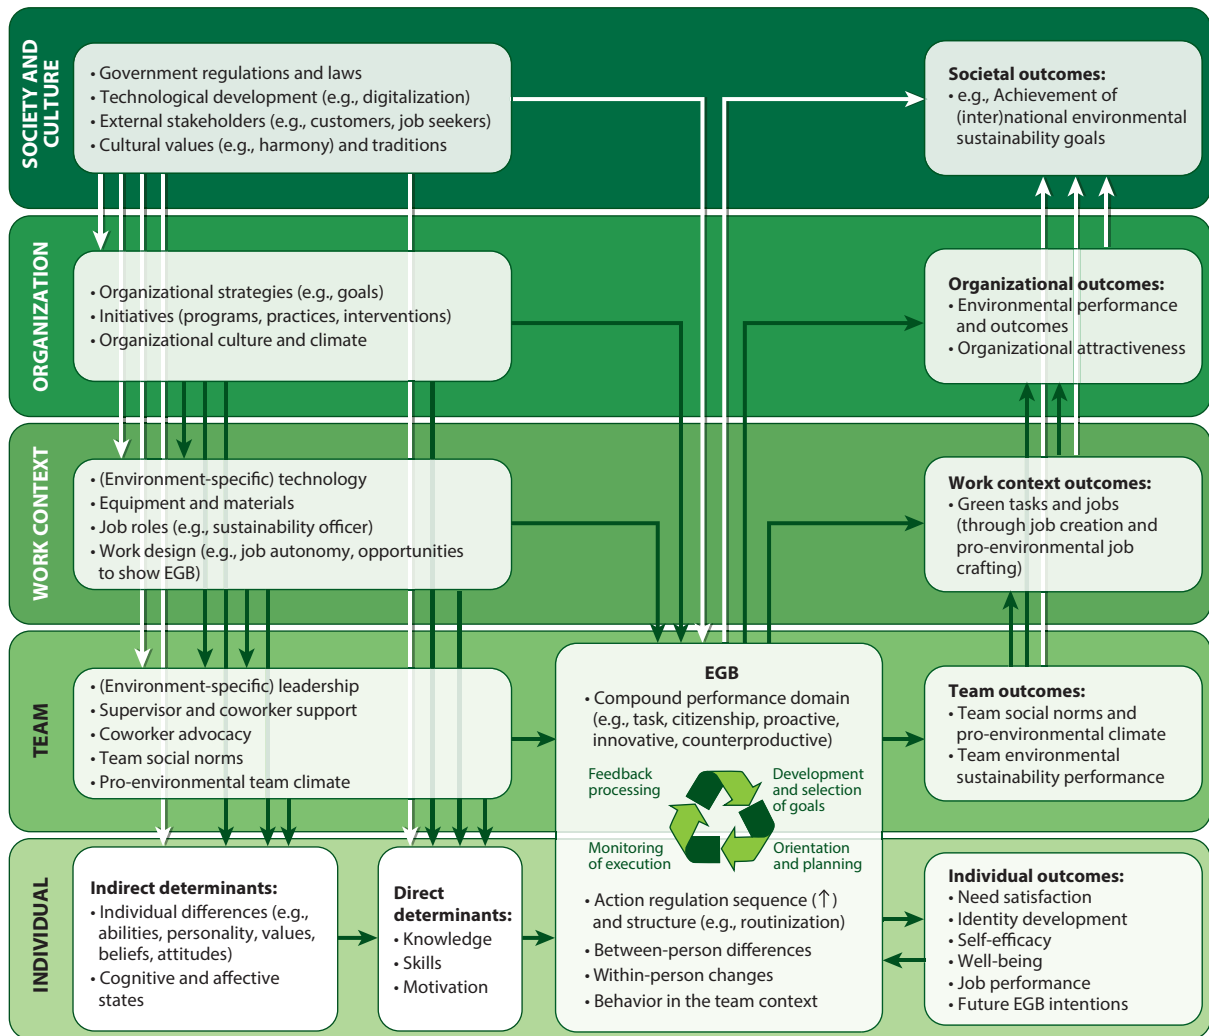 SOCIETY AND
CULTURE
• Government regulations and laws
• Technological development (e.g., digitalization)
• External stakeholders (e.g., customers, job seekers)
• Cultural values (e.g., harmony) and traditions
Societal outcomes:
• e.g., Achievement of
(inter)national environmental
sustainability goals
ORGANIZATION
• Organizational strategies (e.g., goals)
• Initiatives (programs, practices, interventions)
• Organizational culture and climate
Organizational outcomes:
• Environmental performance
and outcomes
• Organizational attractiveness
WORK CONTEXT
• (Environment-specific) technology
• Equipment and materials
• Job roles (e.g., sustainability officer)
• Work design (e.g., job autonomy, opportunities
to show EGB)
Work context outcomes:
• Green tasks and jobs
(through job creation and
pro-environmental job
crafting)
TEAM
• (Environment-specific) leadership
• Supervisor and coworker support
• Coworker advocacy
• Team social norms
• Pro-environmental team climate
EGB
• Compound performance domain
(e.g., task, citizenship, proactive,
innovative, counterproductive)
Feedback
processing
Development
and selection
of goals
Monitoring
of execution
Orientation
and planning
• Action regulation sequence (↑)
and structure (e.g., routinization)
• Between-person differences
• Within-person changes
• Behavior in the team context
Team outcomes:
• Team social norms and
pro-environmental climate
• Team environmental
sustainability performance
INDIVIDUAL
Indirect determinants:
• Individual differences (e.g.,
abilities, personality, values,
beliefs, attitudes)
• Cognitive and affective
states
Direct
determinants:
• Knowledge
• Skills
• Motivation
Individual outcomes:
• Need satisfaction
• Identity development
• Self-efficacy
• Well-being
• Job performance
• Future EGB intentions